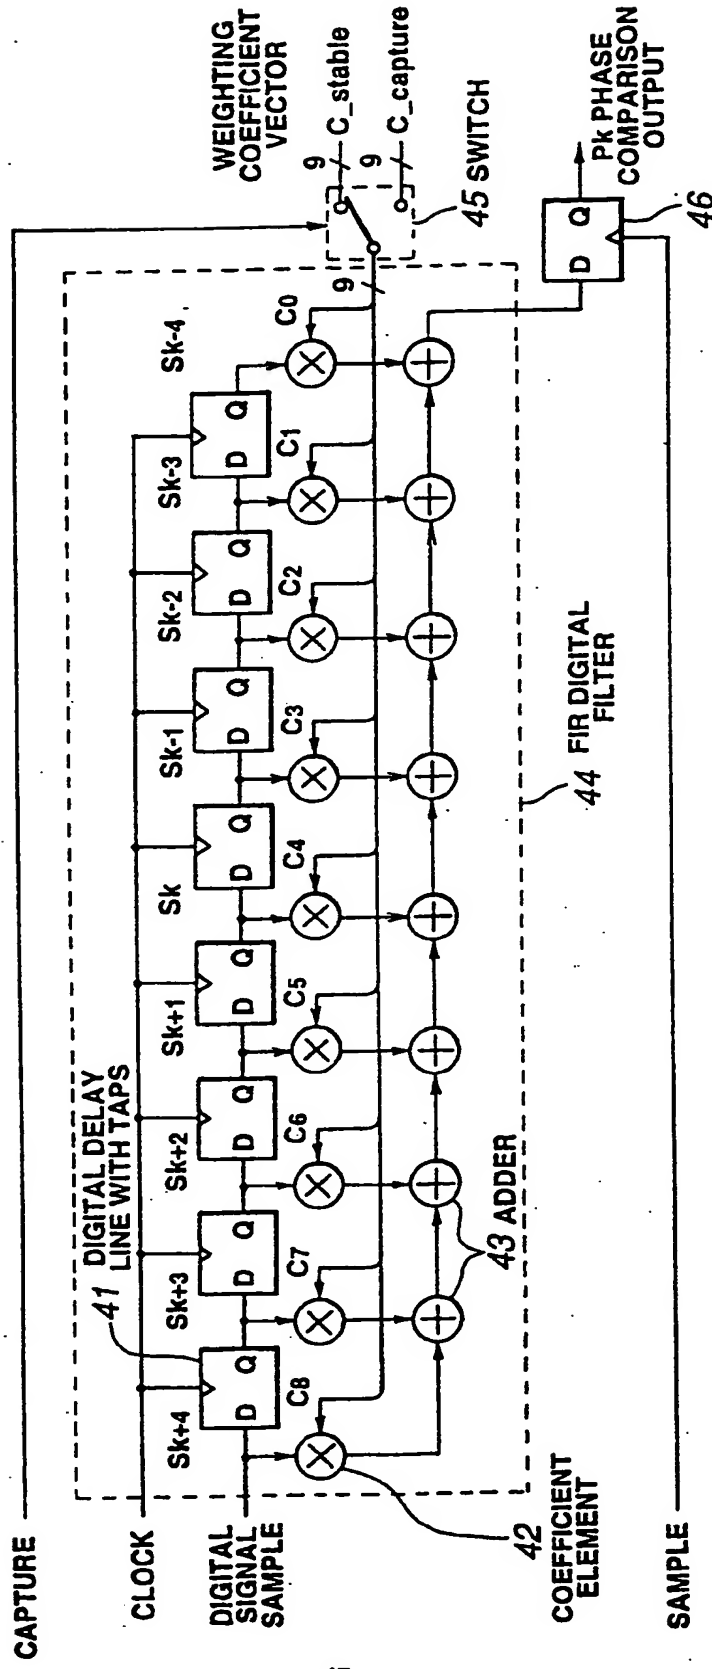 CAPTURE
CLOCK
DIGITAL
SIGNAL
SAMPLE
SAMPLE
41 DIGITAL DELAY
LINE WITH TAPS
Sk+4
Sk+3
Sk+2
Sk+1
Sk
Sk-1
Sk-2
Sk-3
Sk-4
D Q
D Q
D Q
D Q
D Q
D Q
D Q
D Q
C8
C7
C6
C5
C4
C3
C2
C1
C0
42
COEFFICIENT
ELEMENT
43 ADDER
44 FIR DIGITAL
FILTER
9
WEIGHTING
COEFFICIENT
VECTOR
9 C_stable
9 C_capture
45 SWITCH
D Q
46
Pk PHASE
COMPARISON
OUTPUT